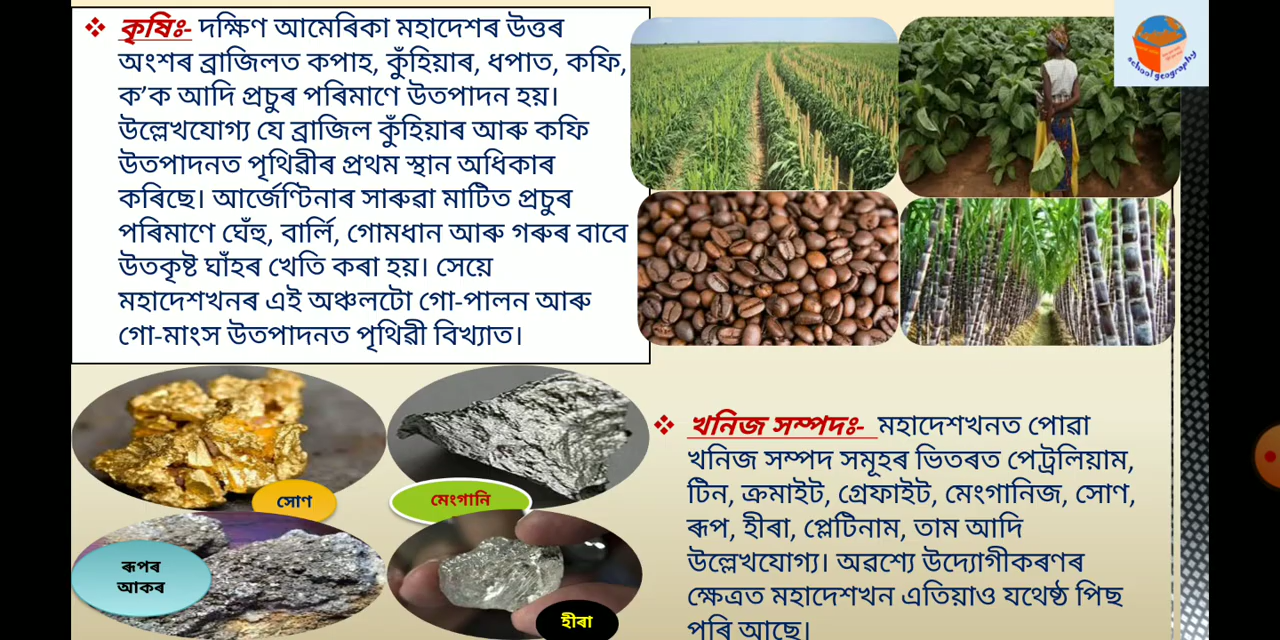 ❖ কৃষিঃ- দক্ষিণ আমেৰিকা মহাদেশৰ উত্তৰ
অংশৰ ব্ৰাজিলত কপাহ, কুঁহিয়াৰ, ধপাত, কফি,
ক’ক আদি প্ৰচুৰ পৰিমাণে উতপাদন হয়।
উল্লেখযোগ্য যে ব্ৰাজিল কুঁহিয়াৰ আৰু কফি
উতপাদনত পৃথিৱীৰ প্ৰথম স্থান অধিকাৰ
কৰিছে। আৰ্জেণ্টিনাৰ সাৰুৱা মাটিত প্ৰচুৰ
পৰিমাণে ঘেঁহু, বাৰ্লি, গোমধান আৰু গৰুৰ বাবে
উতকৃষ্ট ঘাঁহৰ খেতি কৰা হয়। সেয়ে
মহাদেশখনৰ এই অঞ্চলটো গো-পালন আৰু
গো-মাংস উতপাদনত পৃথিৱী বিখ্যাত।
school geography
সোণ
মেংগানি
ৰূপৰ
আকৰ
হীৰা
❖ খনিজ সম্পদঃ- মহাদেশখনত পোৱা
খনিজ সম্পদ সমূহৰ ভিতৰত পেট্ৰলিয়াম,
টিন, ক্ৰমাইট, গ্ৰেফাইট, মেংগানিজ, সোণ,
ৰূপ, হীৰা, প্লেটিনাম, তাম আদি
উল্লেখযোগ্য। অৱশ্যে উদ্যোগীকৰণৰ
ক্ষেত্ৰত মহাদেশখন এতিয়াও যথেষ্ঠ পিছ
পৰি আছে।